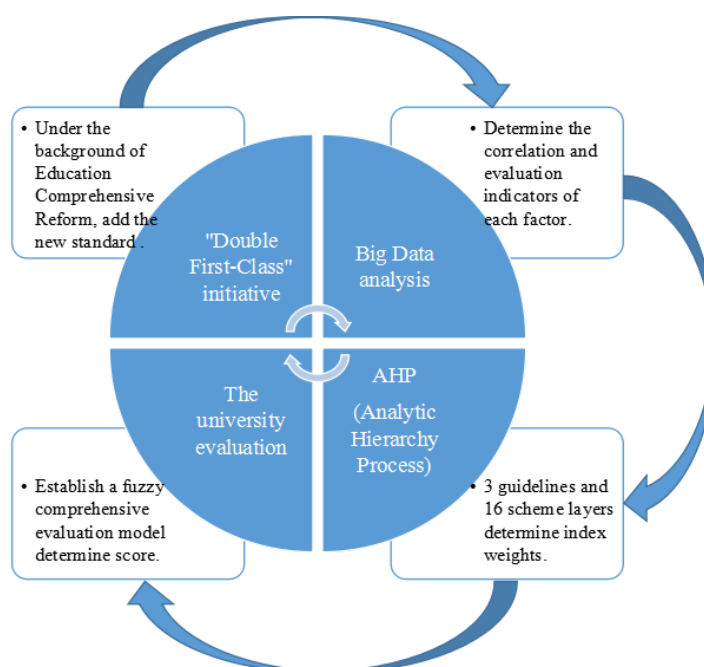 • Under the
background of
Education
Comprehensive
Reform, add the
new standard .
"Double
First-Class"
initiative
Big Data
analysis
• Determine the
correlation and
evaluation
indicators of
each factor.
The
university
evaluation
AHP
(Analytic
Hierarchy
Process)
• Establish a fuzzy
comprehensive
evaluation model
determine score.
• 3 guidelines and
16 scheme layers
determine index
weights.